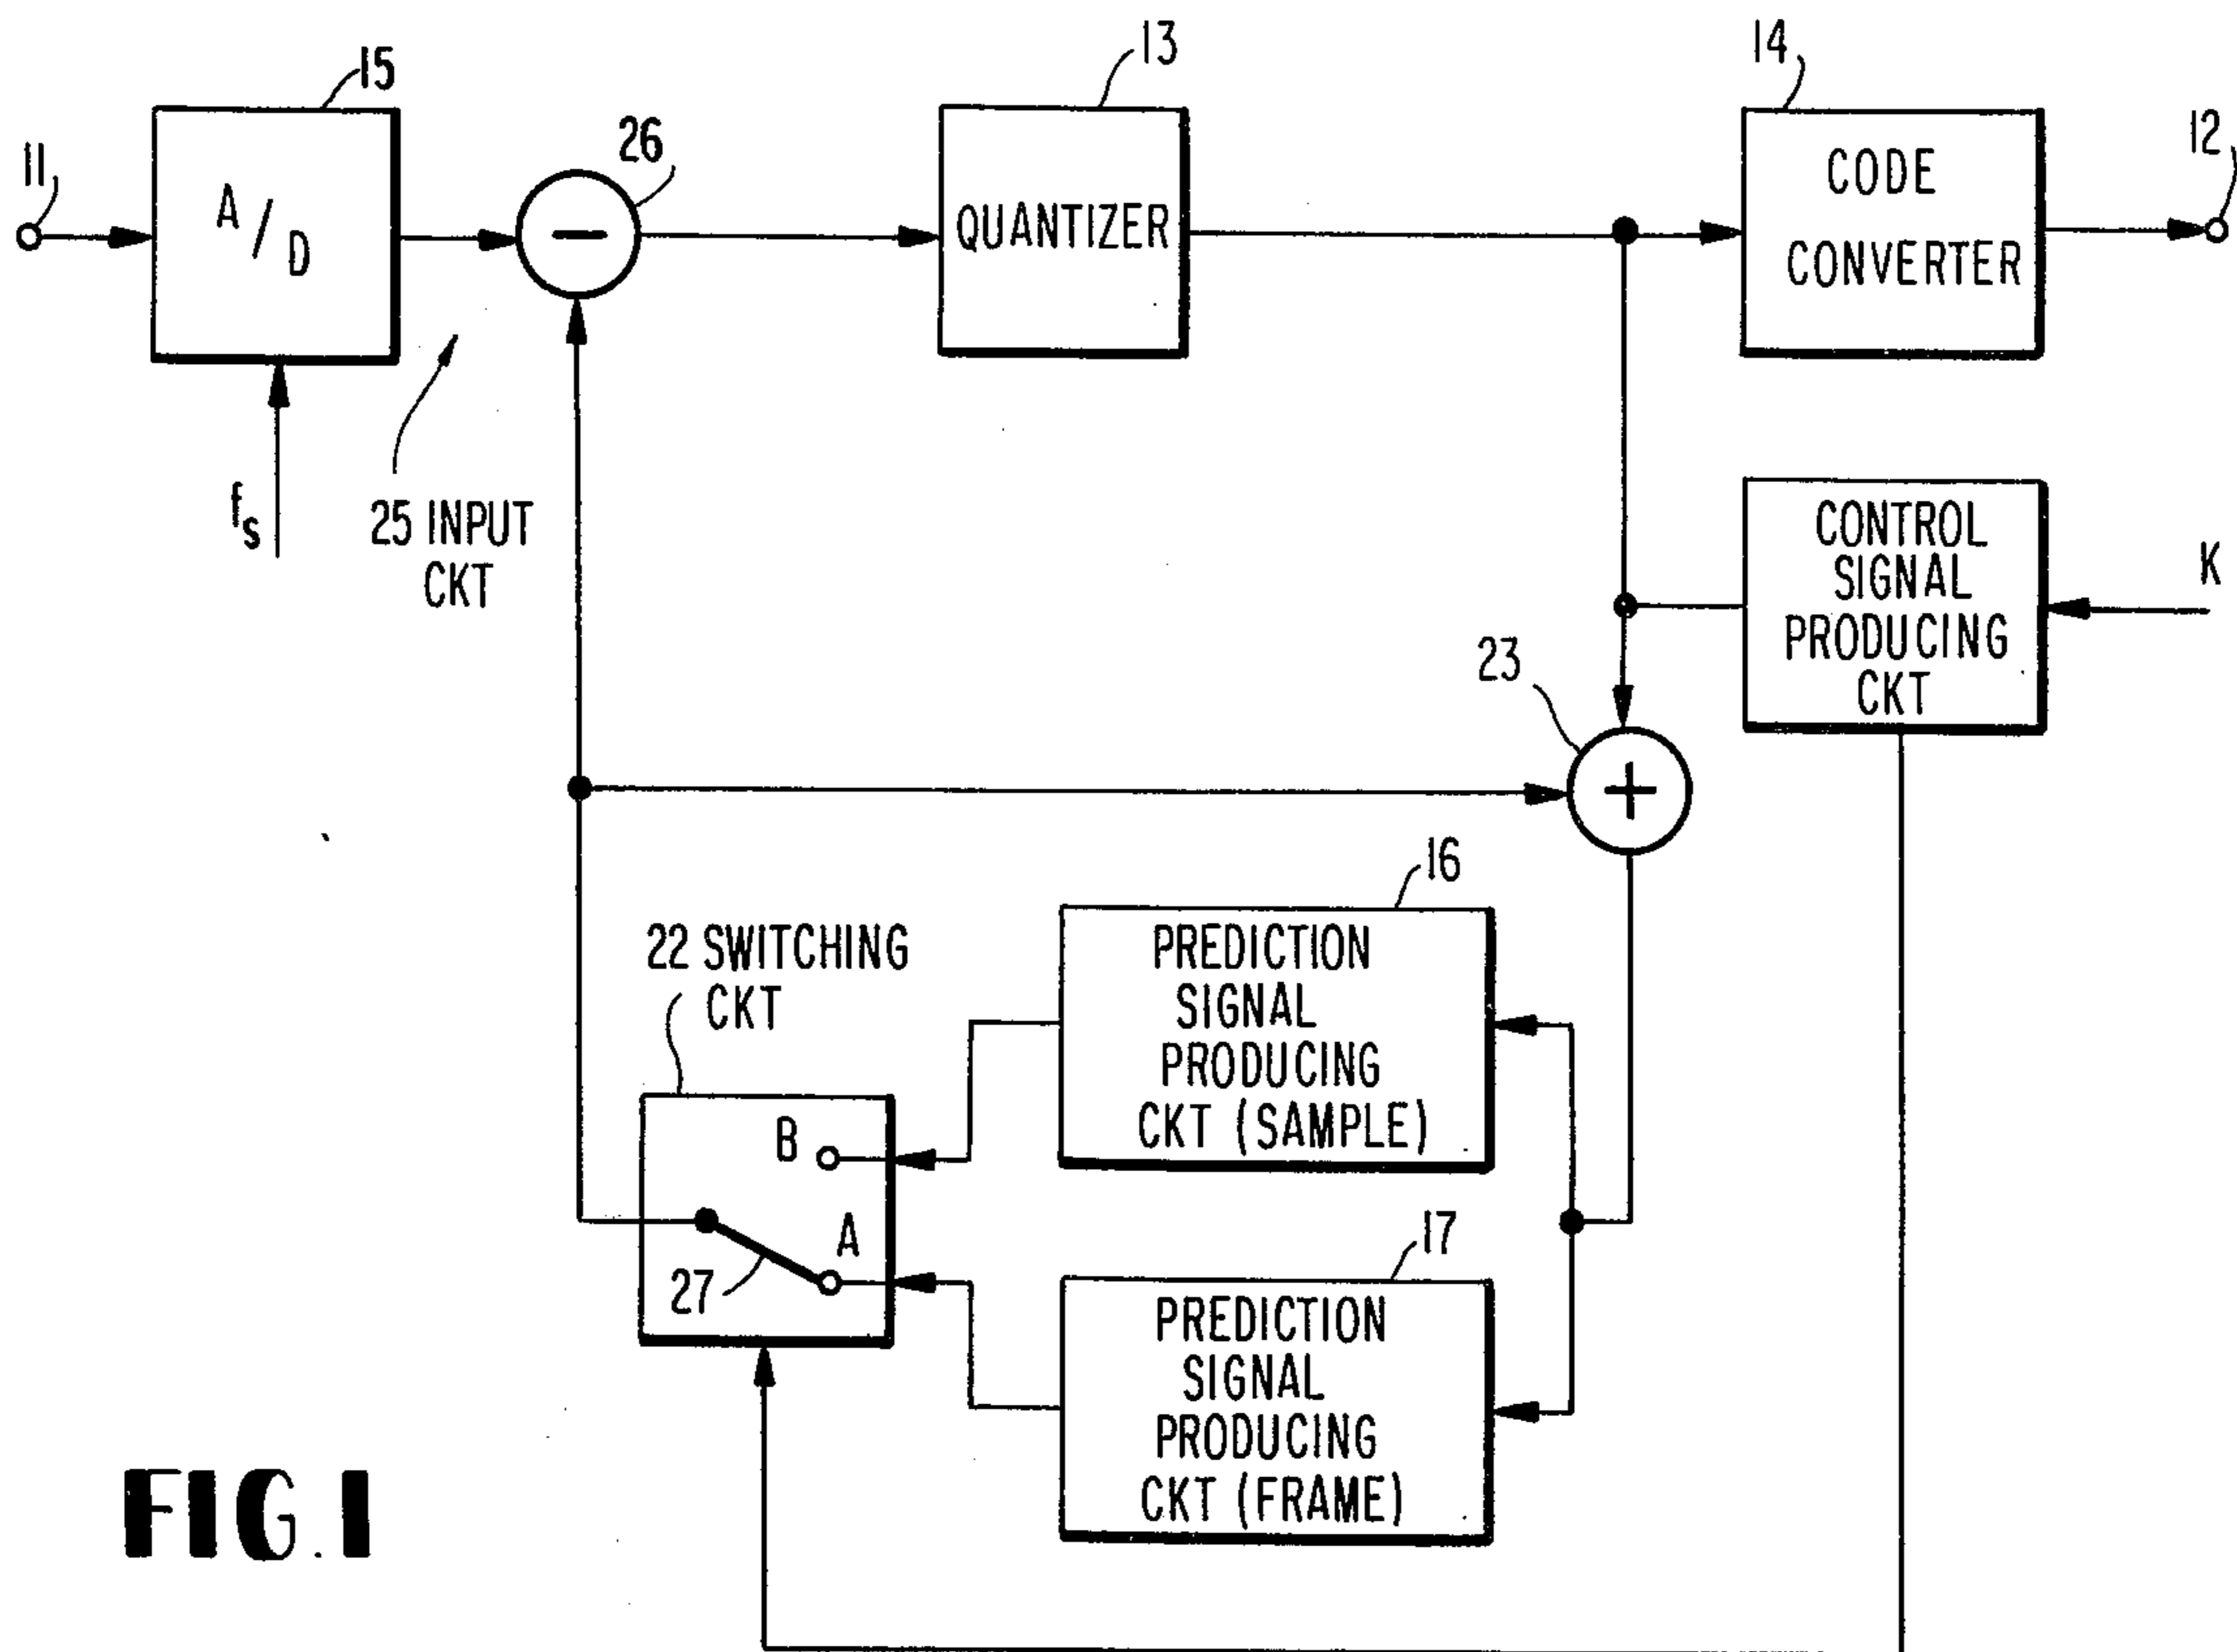 11
15
A/D
fs
26
25 INPUT
CKT
13
QUANTIZER
14
CODE
CONVERTER
12
CONTROL
SIGNAL
PRODUCING
CKT
K
23
22 SWITCHING
CKT
B
A
27
16
PREDICTION
SIGNAL
PRODUCING
CKT (SAMPLE)
17
PREDICTION
SIGNAL
PRODUCING
CKT (FRAME)
FIG. 1